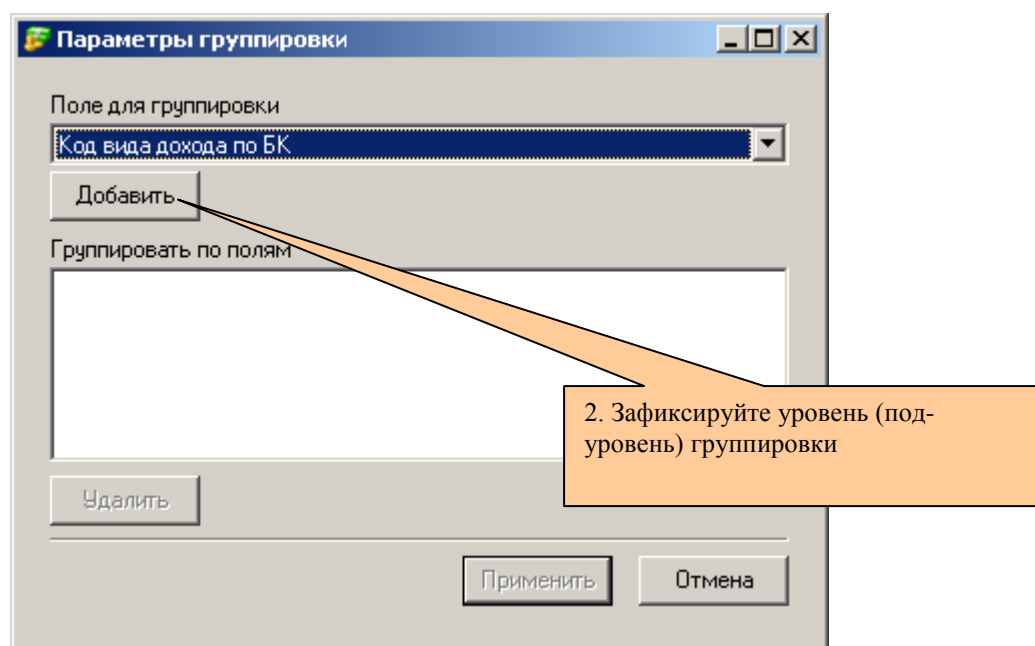 Параметры группировки
Поле для группировки
Код вида дохода по БК
Добавить
Группировать по полям
2. Зафиксируйте уровень (под-
уровень) группировки
Удалить
Применить
Отмена